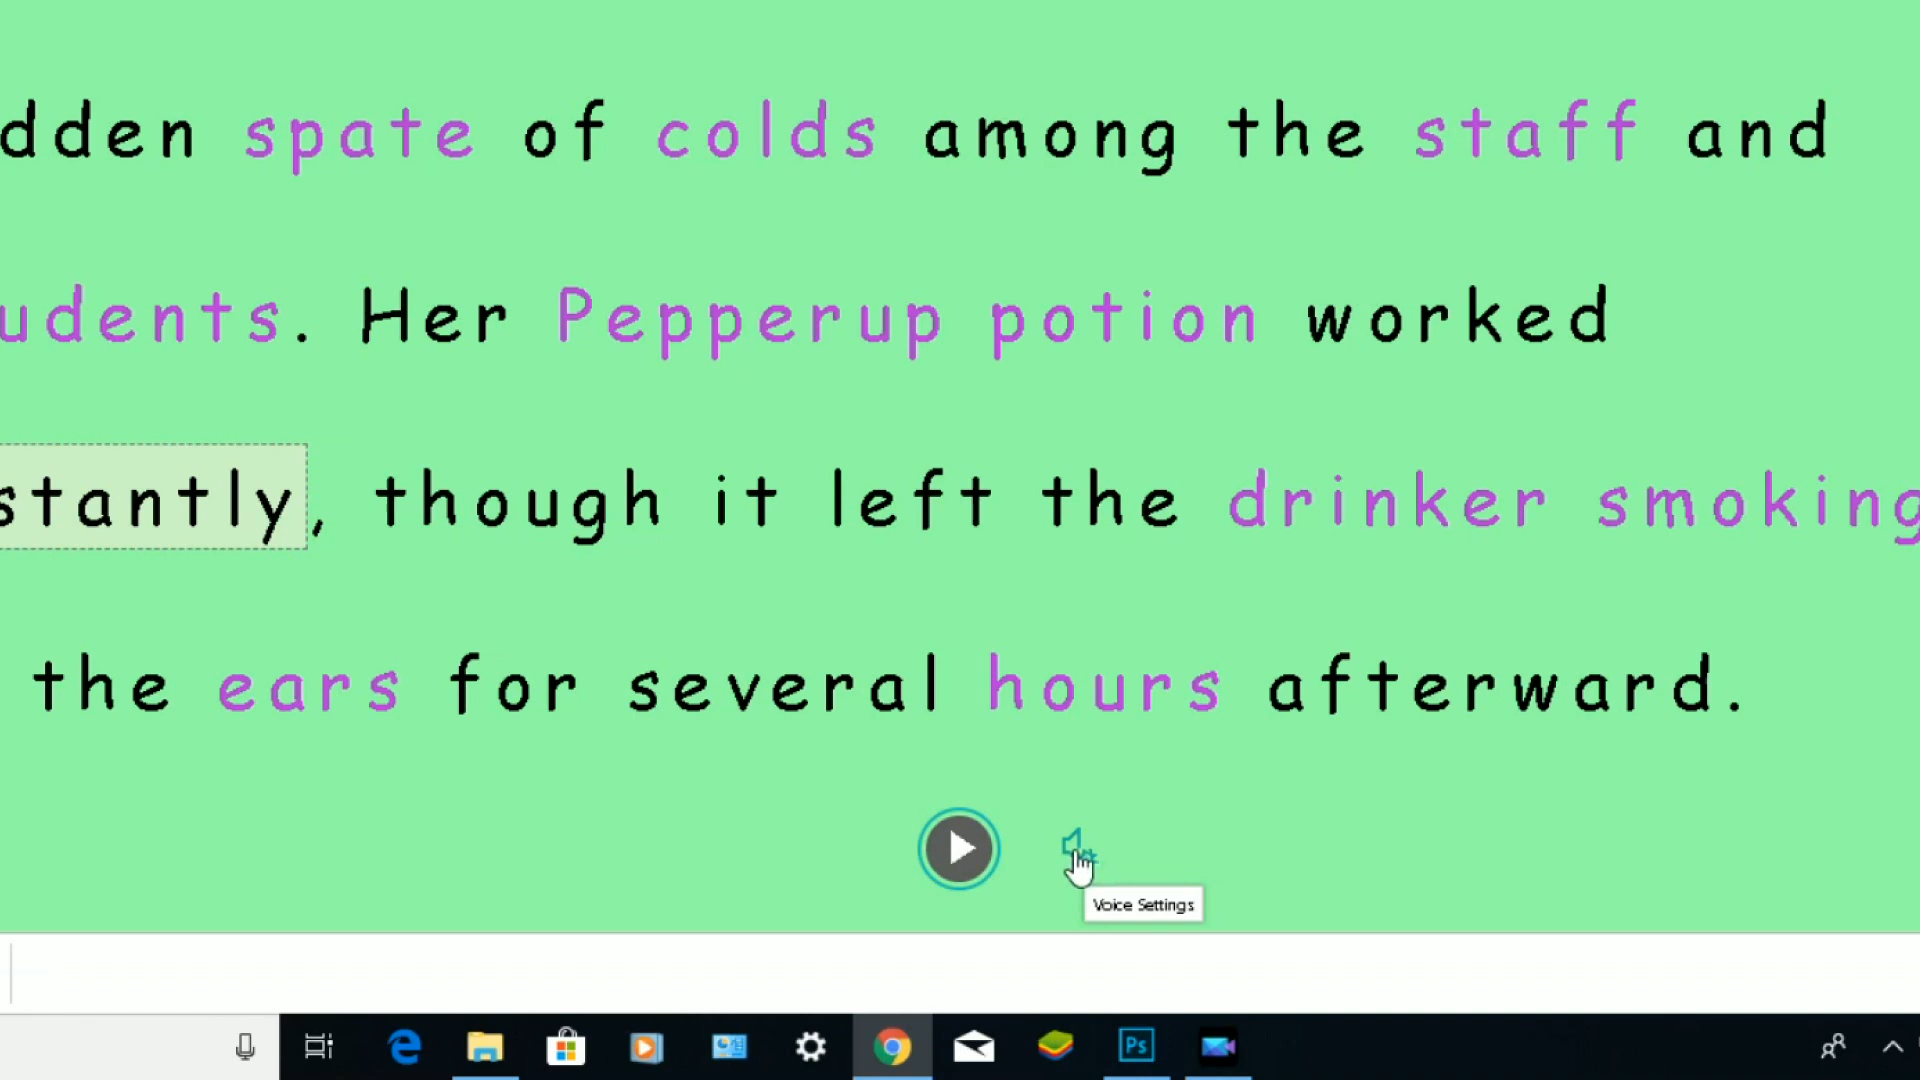 dden spate of colds among the staff and
udents. Her Pepperup potion worked
stantly, though it left the drinker smoking
the ears for several hours afterward.
Voice Settings
Ps